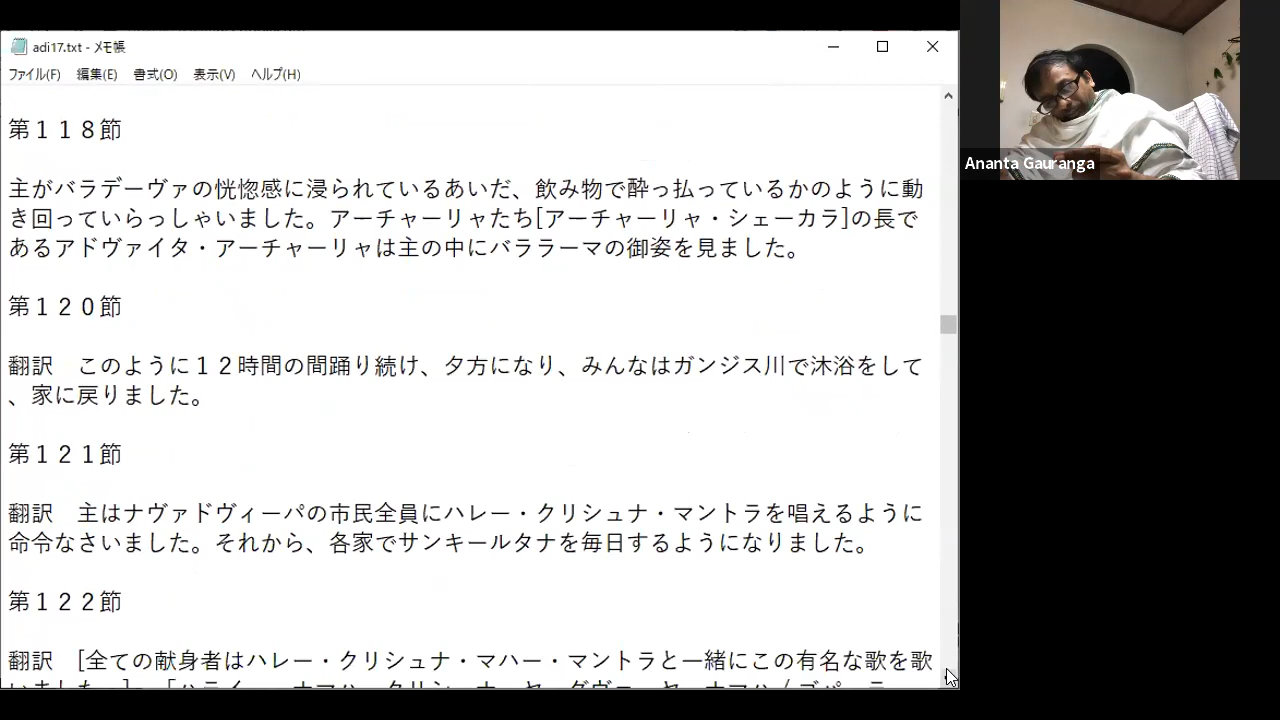 adi17.txt - メモ帳
ファイル(F) 編集(E) 書式(O) 表示(V) ヘルプ(H)
Ananta Gauranga
第１１８節
主がバラデーヴァの恍惚感に浸られているあいだ、飲み物で酔っ払っているかのように動
き回っていらっしゃいました。アーチャーリャたち[アーチャーリャ・シェーカラ]の長で
あるアドヴァイタ・アーチャーリャは主の中にバララーマの御姿を見ました。
第１２０節
翻訳　このように１２時間の間踊り続け、夕方になり、みんなはガンジス川で沐浴をして
、家に戻りました。
第１２１節
翻訳　主はナヴァドヴィーパの市民全員にハレー・クリシュナ・マントラを唱えるように
命令なさいました。それから、各家でサンキールタナを毎日するようになりました。
第１２２節
翻訳　[全ての献身者はハレー・クリシュナ・マハー・マントラと一緒にこの有名な歌を歌